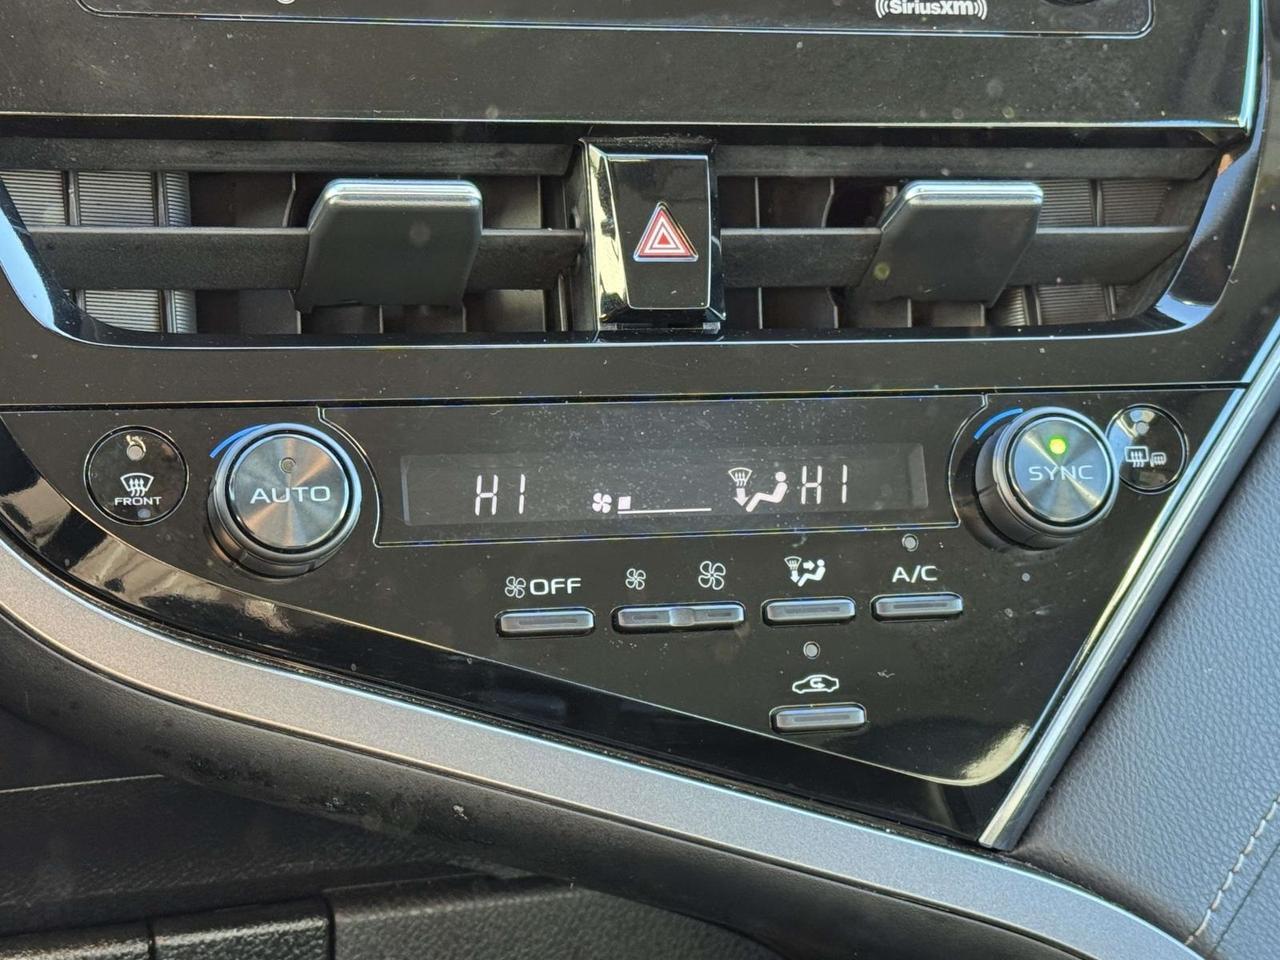 SiriusXM
FRONT
AUTO
HI
HI
SYNC
OFF
A/C